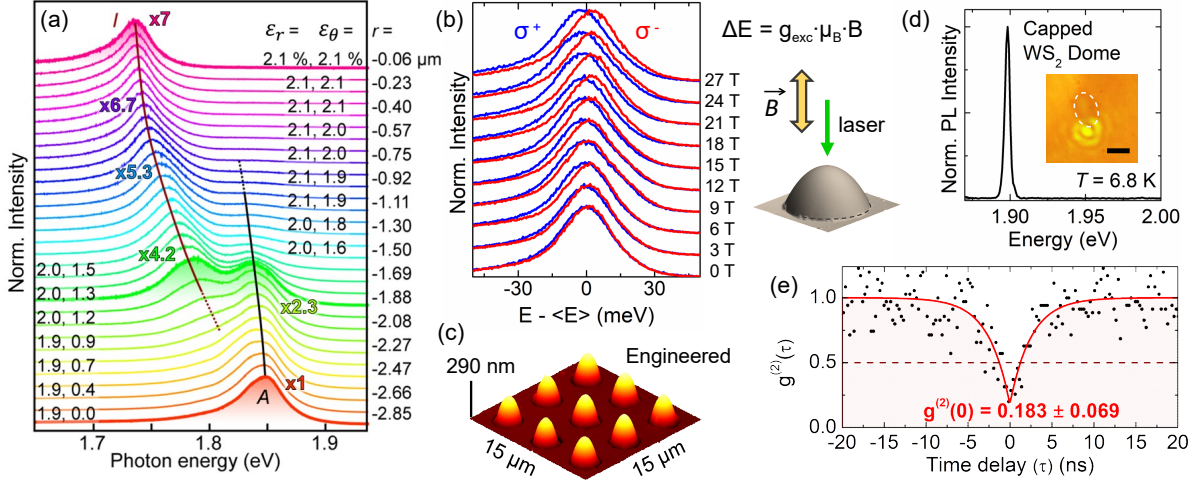 (a)
I
x7
εr = εθ = r =
2.1 %, 2.1 % -0.06 μm
2.1, 2.1 -0.23
x6.7
2.1, 2.1 -0.40
2.1, 2.0 -0.57
2.1, 2.0 -0.75
x5.3
2.1, 1.9 -0.92
2.1, 1.9 -1.11
2.0, 1.8 -1.30
2.0, 1.6 -1.50
x4.2
2.0, 1.5 -1.69
2.0, 1.3 -1.88
x2.3
2.0, 1.2 -2.08
1.9, 0.9 -2.27
1.9, 0.7 -2.47
x1
1.9, 0.4 -2.66
1.9, 0.0 A -2.85
Norm. Intensity
1.7 1.8 1.9
Photon energy (eV)
(b)
σ+ σ-
27 T
24 T
21 T
18 T
15 T
12 T
9 T
6 T
3 T
0 T
Norm. Intensity
-50 0 50
E - <E> (meV)
ΔE = gexc·μB·B
B
laser
(c)
Engineered
290 nm
15 μm 15 μm
(d)
Capped
WS2 Dome
T = 6.8 K
Norm. PL Intensity
1.90 1.95 2.00
Energy (eV)
(e)
1.0
0.5
0.0
g(2)(τ)
g(2)(0) = 0.183 ± 0.069
-20 -15 -10 -5 0 5 10 15 20
Time delay (τ) (ns)